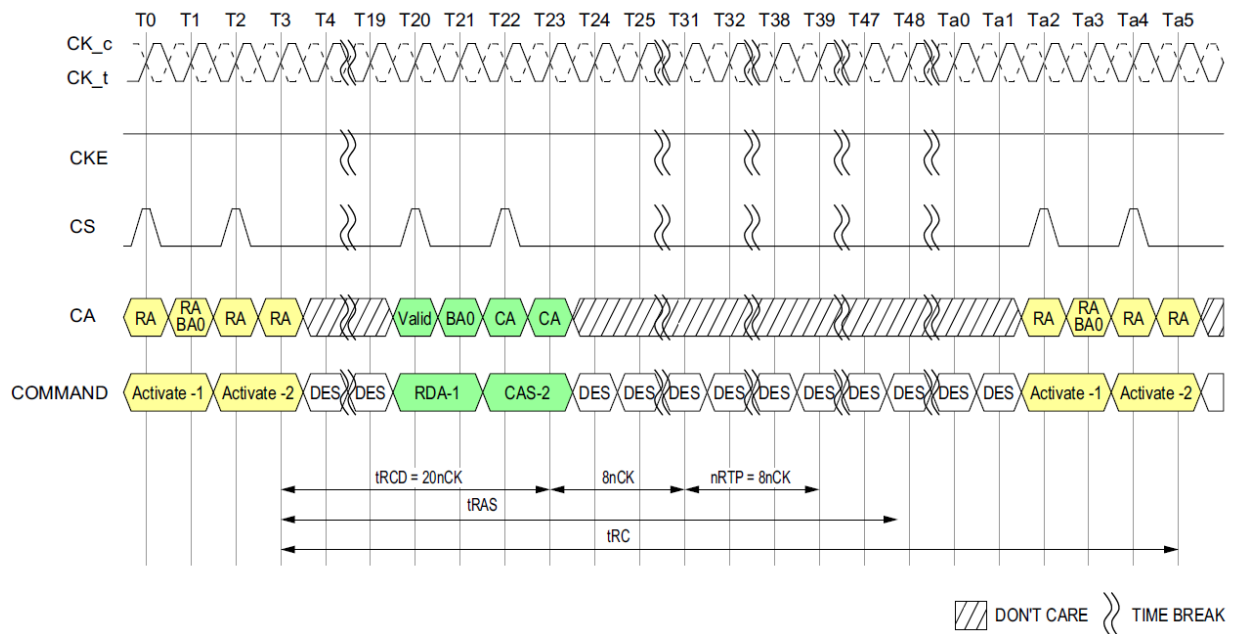 T0 T1 T2 T3 T4 T19 T20 T21 T22 T23 T24 T25 T31 T32 T38 T39 T47 T48 Ta0 Ta1 Ta2 Ta3 Ta4 Ta5
CK_c
CK_t
CKE
CS
CA RA RA BA0 RA RA Valid BA0 CA CA RA RA BA0 RA RA
COMMAND Activate -1 Activate -2 DES DES RDA-1 CAS-2 DES DES DES DES DES DES DES DES DES DES Activate -1 Activate -2
tRCD = 20nCK 8nCK nRTP = 8nCK
tRAS
tRC
DON'T CARE TIME BREAK